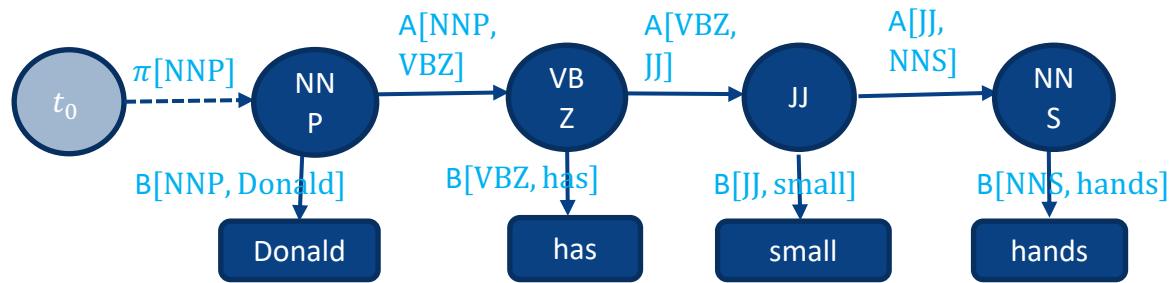 A[NNP,
VBZ]
A[VBZ,
JJ]
A[JJ,
NNS]
π[NNP]
t₀
NN
P
VB
Z
JJ
NN
S
B[NNP, Donald]
B[VBZ, has]
B[JJ, small]
B[NNS, hands]
Donald
has
small
hands